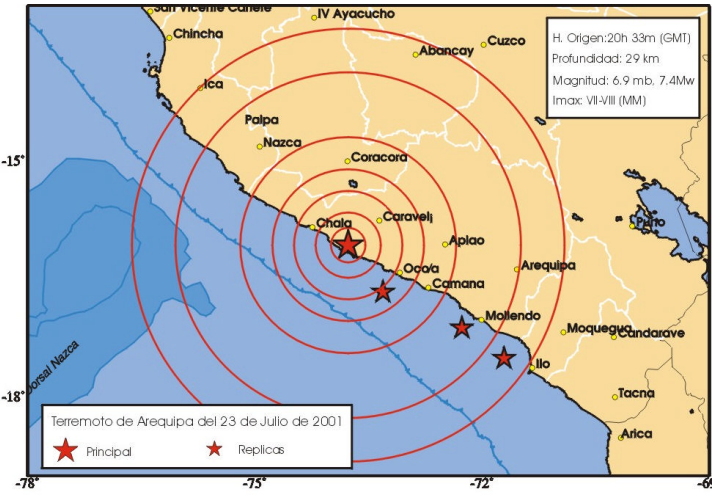 San Vicente Canete
IV Ayacucho
Chincha
Abancay
Cuzco
H. Origen:20h 33m (GMT)
Profundidad: 29 km
Magnitud: 6.9 mb, 7.4Mw
Imax: VII-VIII (MM)
Ica
Palpa
Nazca
Coracora
-15°
Chala
Caraveli
Puno
Aplao
Ocoña
Arequipa
Camana
Mollendo
Moquegua
Candarave
Ilo
Dorsal Nazca
-18°
Tacna
Terremoto de Arequipa del 23 de Julio de 2001
Principal
Replicas
Arica
-78°
-75°
-72°
-69